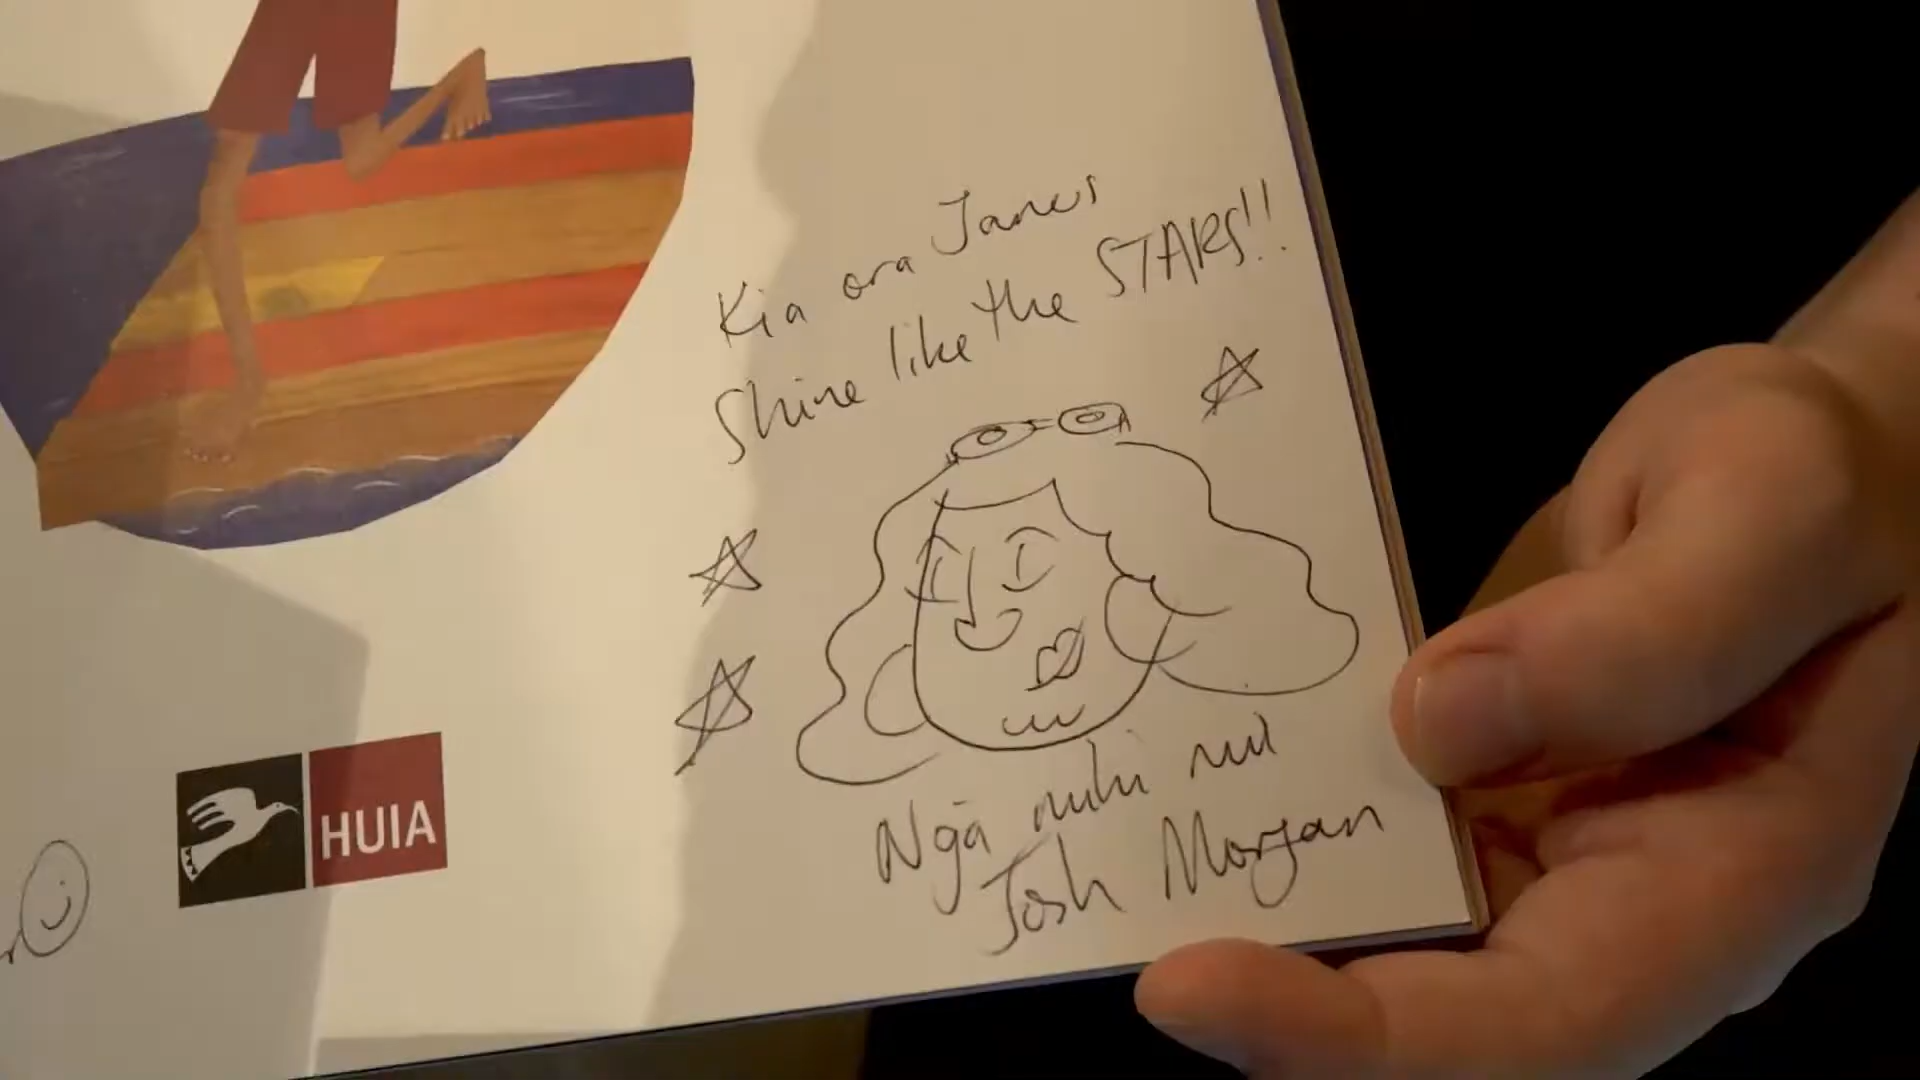 Kia ora James
Shine like the STARS!!
HUIA
Ngā mihi nui
Josh Morgan